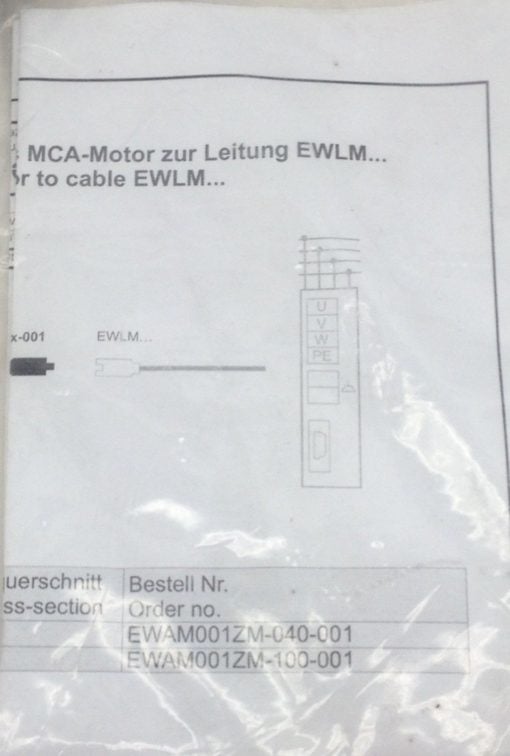 MCA-Motor zur Leitung EWLM...
r to cable EWLM...
U
V
x-001 EWLM...
W
PE
uerschnitt Bestell Nr.
ss-section Order no.
EWAM001ZM-040-001
EWAM001ZM-100-001